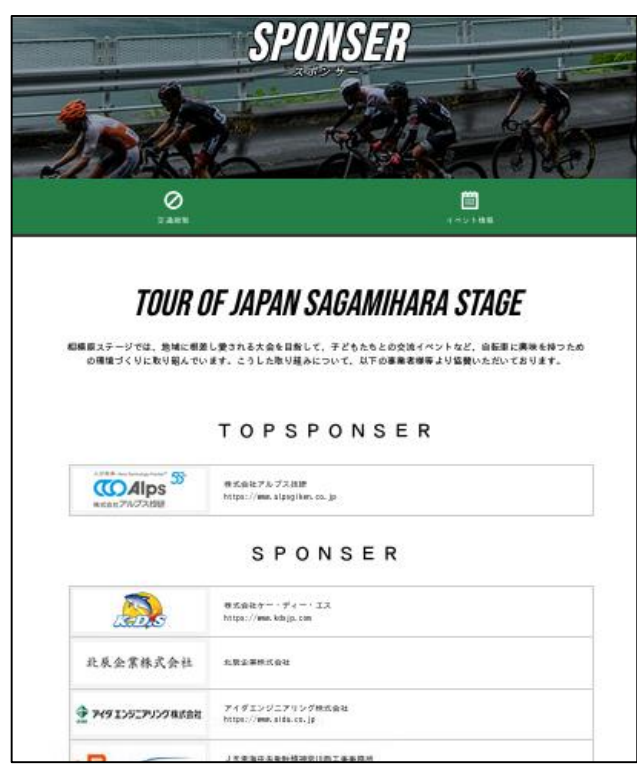 SPONSER
スポンサー
交通規制
イベント情報
TOUR OF JAPAN SAGAMIHARA STAGE
相模原ステージでは、地域に根差し愛される大会を目指して、子どもたちとの交流イベントなど、自転車に興味を持つため
の環境づくりに取り組んでいます。こうした取り組みについて、以下の事業者様等より協賛いただいております。
TOPSPONSER
Alps
株式会社アルプス技研
株式会社アルプス技研
https://www.alpsgiken.co.jp
SPONSER
K・D・S
株式会社ケー・ディー・エス
https://www.kdsjp.com
北辰企業株式会社
北辰企業株式会社
アイダエンジニアリング株式会社
アイダエンジニアリング株式会社
https://www.aida.co.jp